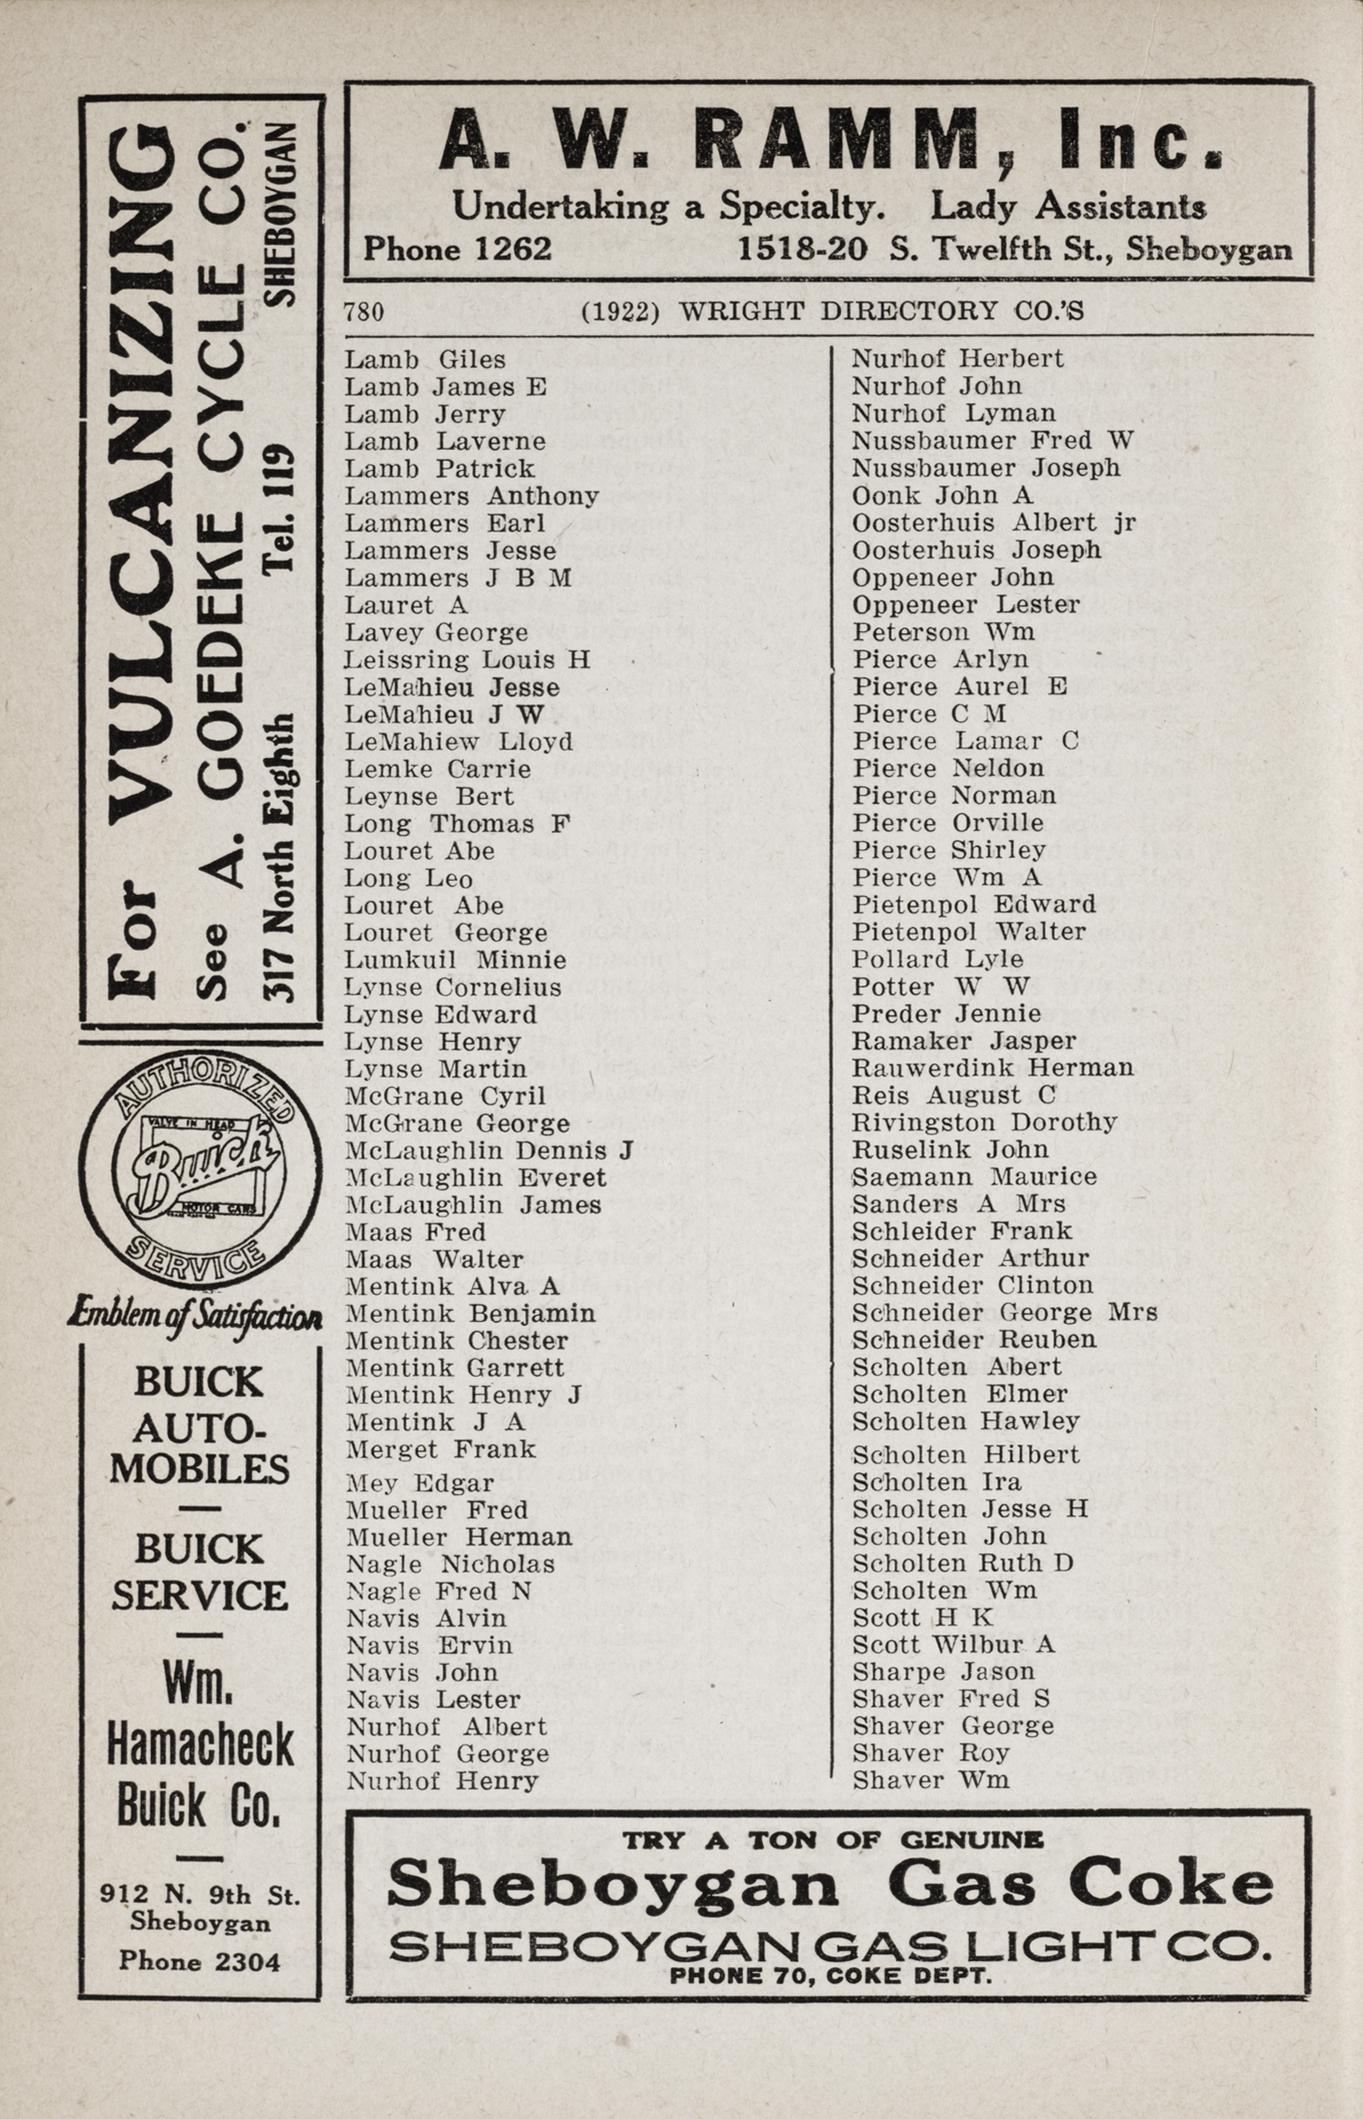 For VULCANIZING
See A. GOEDEKE CYCLE CO.
317 North Eighth Tel. 119 SHEBOYGAN
AUTHORIZED
VALVE IN HEAD
Buick
MOTOR CARS
SERVICE
Emblem of Satisfaction
BUICK
AUTO-
MOBILES
BUICK
SERVICE
Wm.
Hamacheck
Buick Co.
912 N. 9th St.
Sheboygan
Phone 2304
A. W. RAMM, Inc.
Undertaking a Specialty. Lady Assistants
Phone 1262 1518-20 S. Twelfth St., Sheboygan
780 (1922) WRIGHT DIRECTORY CO.'S
Lamb Giles
Lamb James E
Lamb Jerry
Lamb Laverne
Lamb Patrick
Lammers Anthony
Lammers Earl
Lammers Jesse
Lammers J B M
Lauret A
Lavey George
Leissring Louis H
LeMahieu Jesse
LeMahieu J W
LeMahiew Lloyd
Lemke Carrie
Leynse Bert
Long Thomas F
Louret Abe
Long Leo
Louret Abe
Louret George
Lumkuil Minnie
Lynse Cornelius
Lynse Edward
Lynse Henry
Lynse Martin
McGrane Cyril
McGrane George
McLaughlin Dennis J
McLaughlin Everet
McLaughlin James
Maas Fred
Maas Walter
Mentink Alva A
Mentink Benjamin
Mentink Chester
Mentink Garrett
Mentink Henry J
Mentink J A
Merget Frank
Mey Edgar
Mueller Fred
Mueller Herman
Nagle Nicholas
Nagle Fred N
Navis Alvin
Navis Ervin
Navis John
Navis Lester
Nurhof Albert
Nurhof George
Nurhof Henry
Nurhof Herbert
Nurhof John
Nurhof Lyman
Nussbaumer Fred W
Nussbaumer Joseph
Oonk John A
Oosterhuis Albert jr
Oosterhuis Joseph
Oppeneer John
Oppeneer Lester
Peterson Wm
Pierce Arlyn
Pierce Aurel E
Pierce C M
Pierce Lamar C
Pierce Neldon
Pierce Norman
Pierce Orville
Pierce Shirley
Pierce Wm A
Pietenpol Edward
Pietenpol Walter
Pollard Lyle
Potter W W
Preder Jennie
Ramaker Jasper
Rauwerdink Herman
Reis August C
Rivingston Dorothy
Ruselink John
Saemann Maurice
Sanders A Mrs
Schleider Frank
Schneider Arthur
Schneider Clinton
Schneider George Mrs
Schneider Reuben
Scholten Abert
Scholten Elmer
Scholten Hawley
Scholten Hilbert
Scholten Ira
Scholten Jesse H
Scholten John
Scholten Ruth D
Scholten Wm
Scott H K
Scott Wilbur A
Sharpe Jason
Shaver Fred S
Shaver George
Shaver Roy
Shaver Wm
TRY A TON OF GENUINE
Sheboygan Gas Coke
SHEBOYGAN GAS LIGHT CO.
PHONE 70, COKE DEPT.